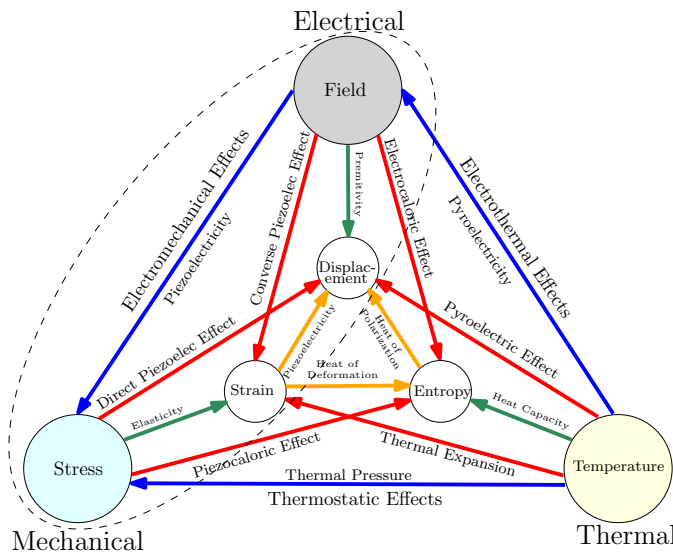 Electrical
Field
Electromechanical Effects
Piezoelectricity
Converse Piezoelec Effect
Premitivity
Electrocaloric Effect
Electrothermal Effects
Pyroelectricity
Displac-
ement
Direct Piezoelec Effect
Piezoelectricity
Heat of
Polarization
Pyroelectric Effect
Strain
Heat of
Deformation
Entropy
Elasticity
Heat Capacity
Piezocaloric Effect
Thermal Expansion
Stress
Temperature
Thermal Pressure
Thermostatic Effects
Mechanical
Thermal